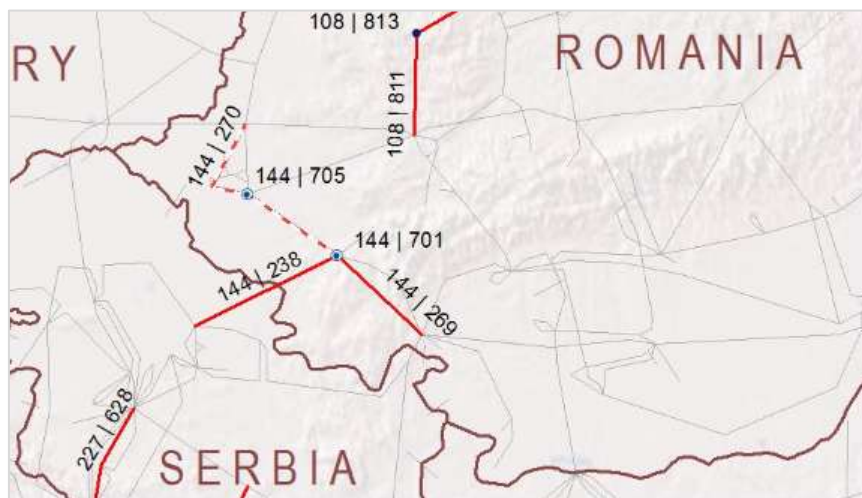 108 | 813
RY
ROMANIA
108 | 811
144 | 270
144 | 705
144 | 701
144 | 238
144 | 269
227 | 628
SERBIA